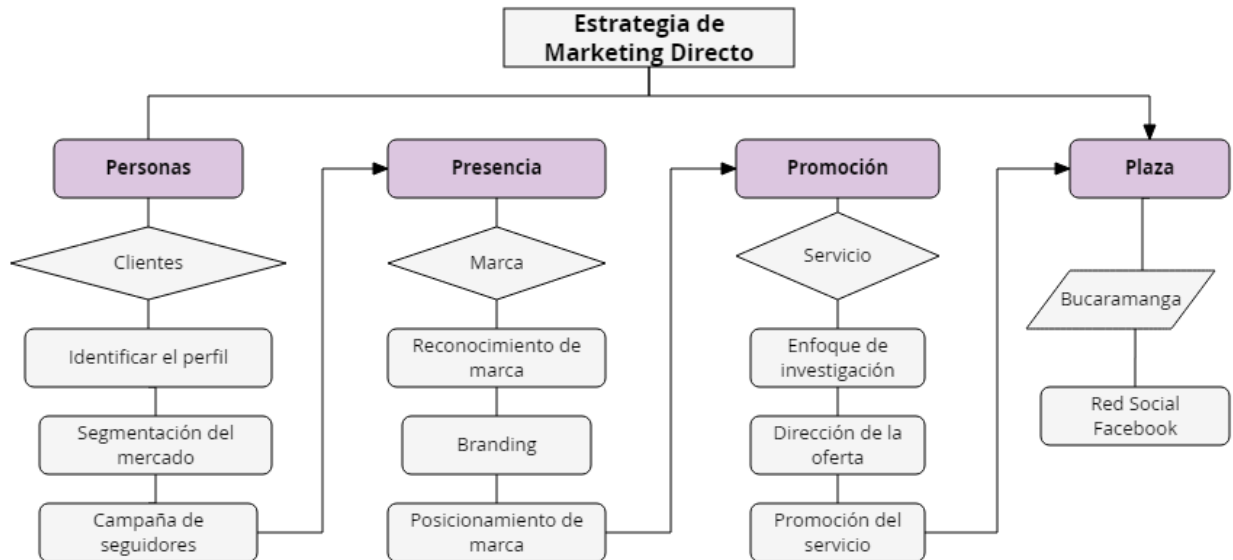 Estrategia de
Marketing Directo
Personas
Presencia
Promoción
Plaza
Clientes
Marca
Servicio
Bucaramanga
Identificar el perfil
Reconocimiento de
marca
Enfoque de
investigación
Red Social
Facebook
Segmentación del
mercado
Branding
Dirección de la
oferta
Campaña de
seguidores
Posicionamiento de
marca
Promoción del
servicio